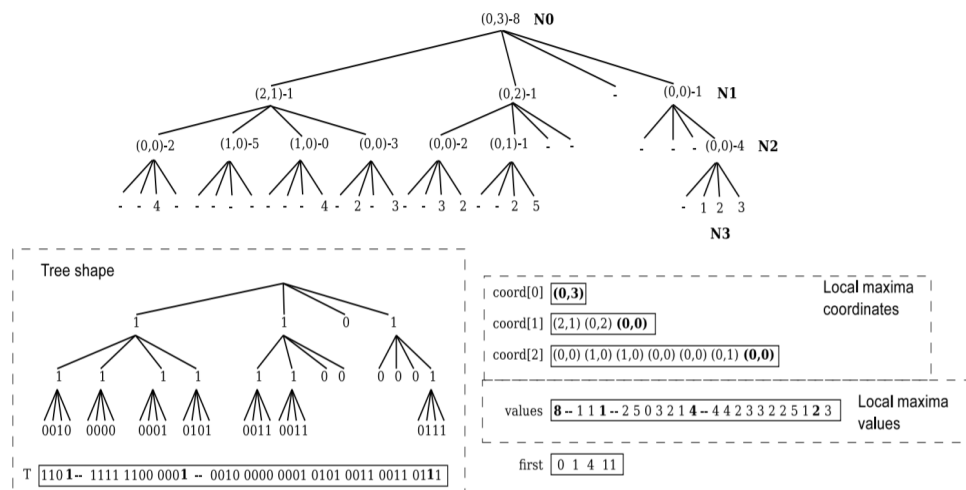 (0,3)-8 N0
(2,1)-1 (0,2)-1 - (0,0)-1 N1
(0,0)-2 (1,0)-5 (1,0)-0 (0,0)-3 (0,0)-2 (0,1)-1 - - - - - (0,0)-4 N2
- - 4 - - - - - - - - 4 - 2 - 3 - - 3 2 - - 2 5 - 1 2 3
N3
Tree shape
1 1 0 1
1 1 1 1 1 1 0 0 0 0 0 1
0010 0000 0001 0101 0011 0011 0111
T 1101-- 1111 1100 0001 -- 0010 0000 0001 0101 0011 0011 0111
coord[0] (0,3)
coord[1] (2,1) (0,2) (0,0)
coord[2] (0,0) (1,0) (1,0) (0,0) (0,0) (0,1) (0,0)
Local maxima
coordinates
values 8 -- 1 1 1 -- 2 5 0 3 2 1 4 -- 4 4 2 3 3 2 2 5 1 2 3
Local maxima
values
first 0 1 4 11